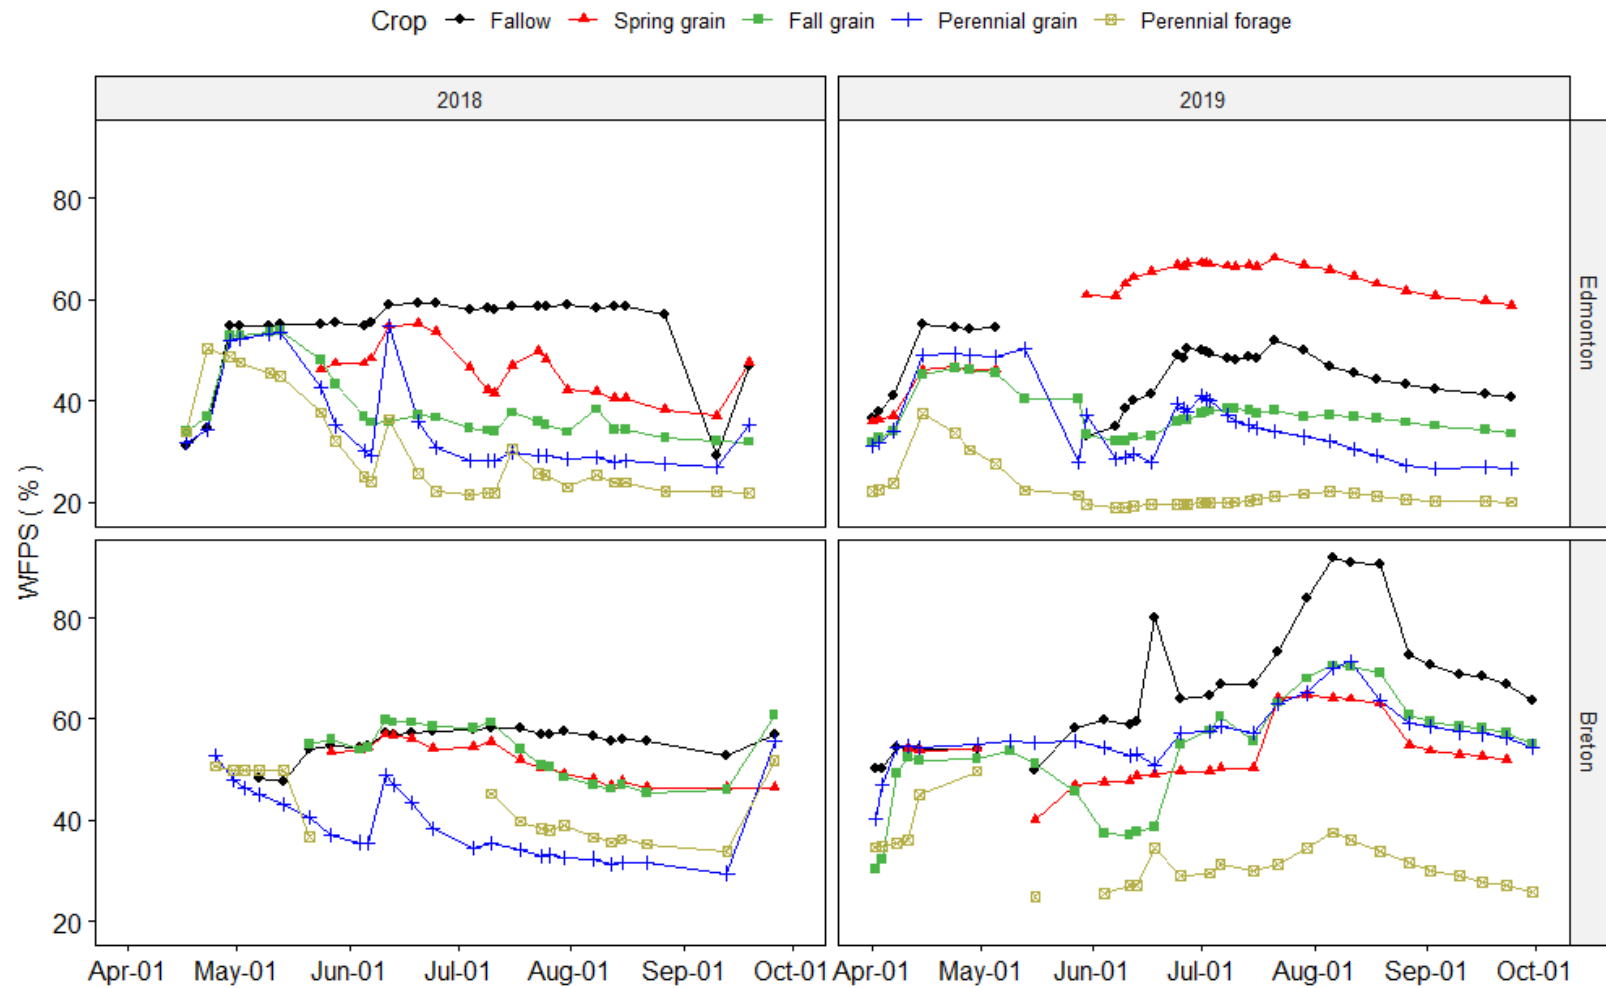 Crop Fallow Spring grain Fall grain Perennial grain Perennial forage
2018 2019
80
60
40
20
Edmonton
WFPS ( % )
80
60
40
20
Breton
Apr-01 May-01 Jun-01 Jul-01 Aug-01 Sep-01 Oct-01 Apr-01 May-01 Jun-01 Jul-01 Aug-01 Sep-01 Oct-01